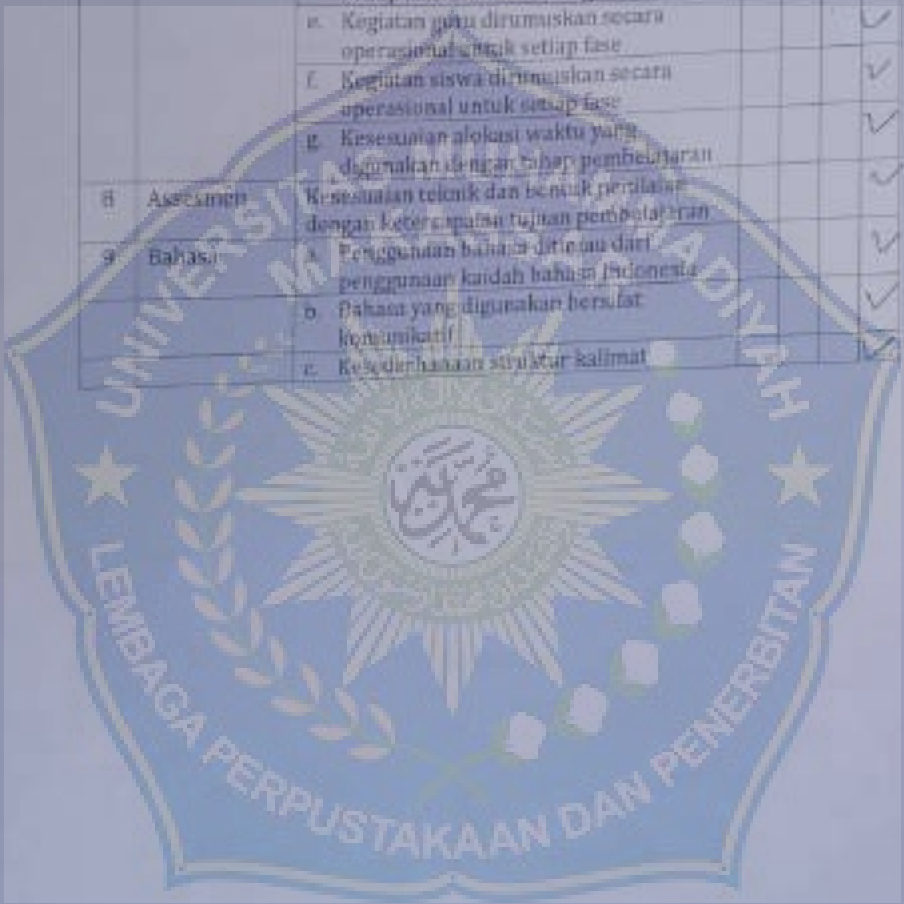 e. Kegiatan guru dirumuskan secara
operasional untuk setiap fase
f. Kegiatan siswa dirumuskan secara
operasional untuk setiap fase
g. Kesesuaian alokasi waktu yang
digunakan dengan tahap pembelajaran
8 Assesmen Kesesuaian teknik dan bentuk penilaian
dengan ketercapaian tujuan pembelajaran
9 Bahasa a. Penggunaan bahasa ditinjau dari
penggunaan kaidah bahasa Indonesia
b. Bahasa yang digunakan bersifat
komunikatif
c. Kesederhanaan struktur kalimat
UNIVERSITAS MUHAMMADIYAH
MAKASSAR
محمدية
LEMBAGA PERPUSTAKAAN DAN PENERBITAN